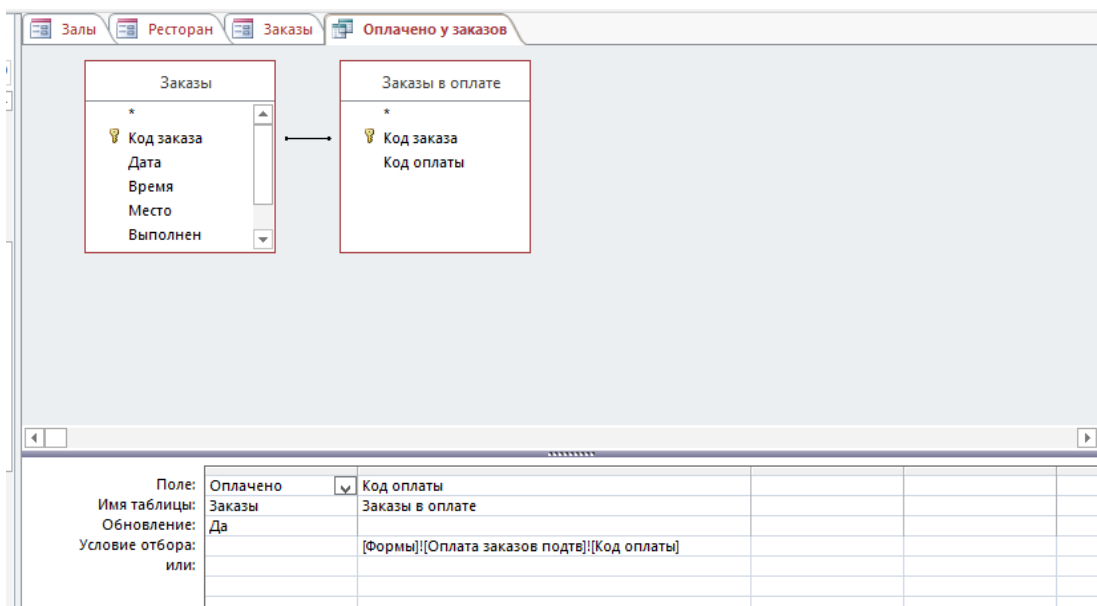 Залы Ресторан Заказы Оплачено у заказов
Заказы
*
Код заказа
Дата
Время
Место
Выполнен
Заказы в оплате
*
Код заказа
Код оплаты
Поле: Оплачено Код оплаты
Имя таблицы: Заказы Заказы в оплате
Обновление: Да
Условие отбора: [Формы]![Оплата заказов подтв]![Код оплаты]
или: